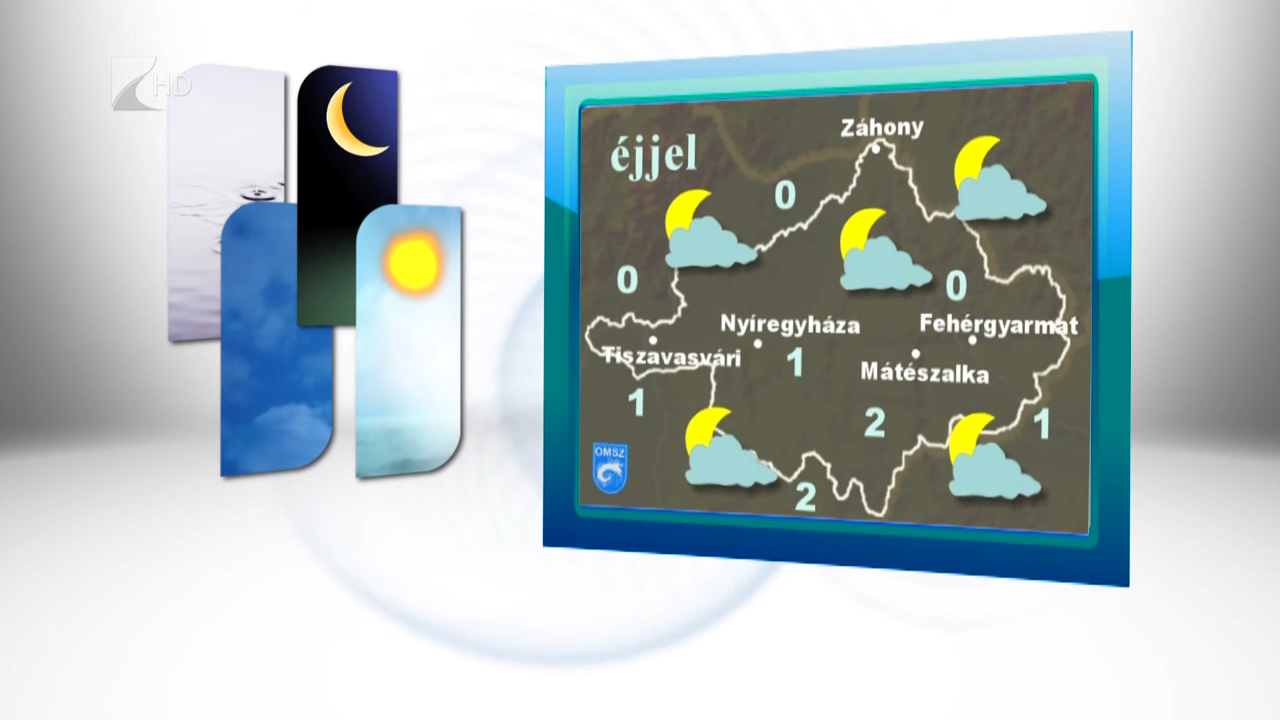 HD
éjjel
Záhony
0
0
0
Nyíregyháza
Fehérgyarmat
Tiszavasvári
1
Mátészalka
1
2
1
OMSZ
2